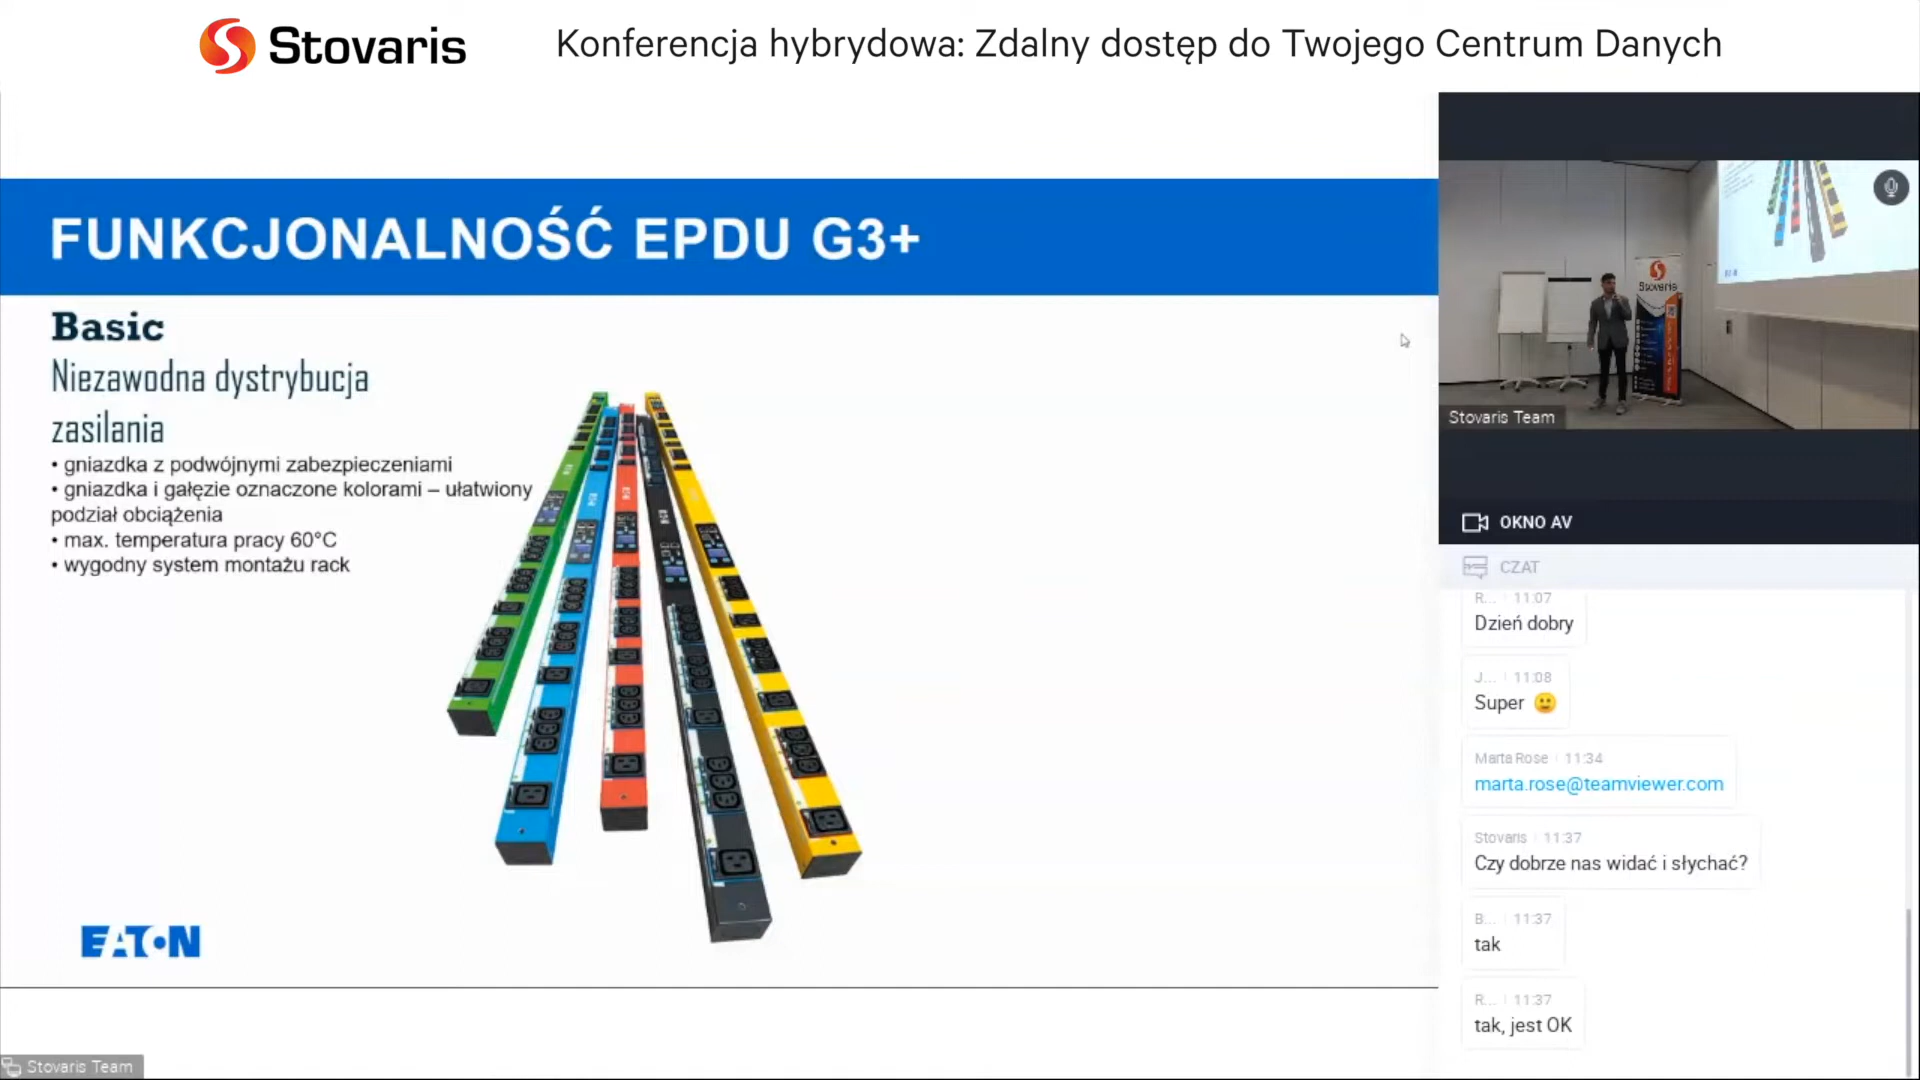 Stovaris
Konferencja hybrydowa: Zdalny dostęp do Twojego Centrum Danych
FUNKCJONALNOŚĆ EPDU G3+
Basic
Niezawodna dystrybucja
zasilania
• gniazdka z podwójnymi zabezpieczeniami
• gniazdka i gałęzie oznaczone kolorami – ułatwiony
podział obciążenia
• max. temperatura pracy 60°C
• wygodny system montażu rack
EATON
Stovaris Team
Stovaris
Stovaris Team
OKNO AV
CZAT
R... 11:07
Dzień dobry
J... 11:08
Super 🙂
Marta Rose 11:34
marta.rose@teamviewer.com
Stovaris 11:37
Czy dobrze nas widać i słychać?
B... 11:37
tak
R... 11:37
tak, jest OK